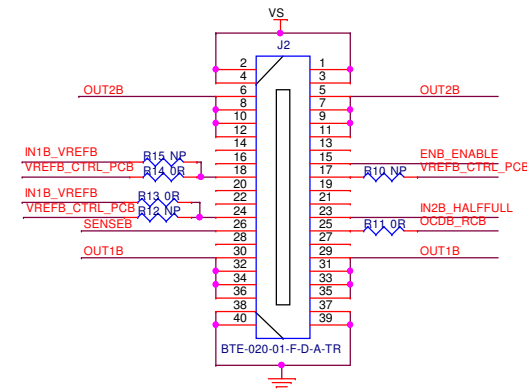 VS
J2
2 1
4 3
OUT2B 6 5 OUT2B
8 7
10 9
12 11
14 13
IN1B_VREFB R15 NP 16 15 ENB_ENABLE
VREFB_CTRL_PCB R14 0R 18 17 R10 NP VREFB_CTRL_PCB
20 19
IN1B_VREFB R13 0R 22 21
VREFB_CTRL_PCB R12 NP 24 23 IN2B_HALFFULL
SENSEB 26 25 R11 0R OCDB_RCB
28 27
OUT1B 30 29 OUT1B
32 31
34 33
36 35
38 37
40 39
BTE-020-01-F-D-A-TR